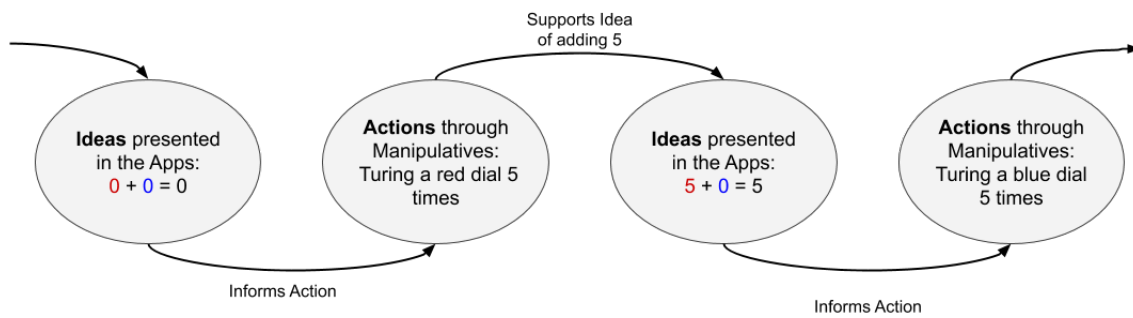 Supports Idea
of adding 5
Ideas presented
in the Apps:
0 + 0 = 0
Actions through
Manipulatives:
Turing a red dial 5
times
Ideas presented
in the Apps:
5 + 0 = 5
Actions through
Manipulatives:
Turing a blue dial
5 times
Informs Action
Informs Action